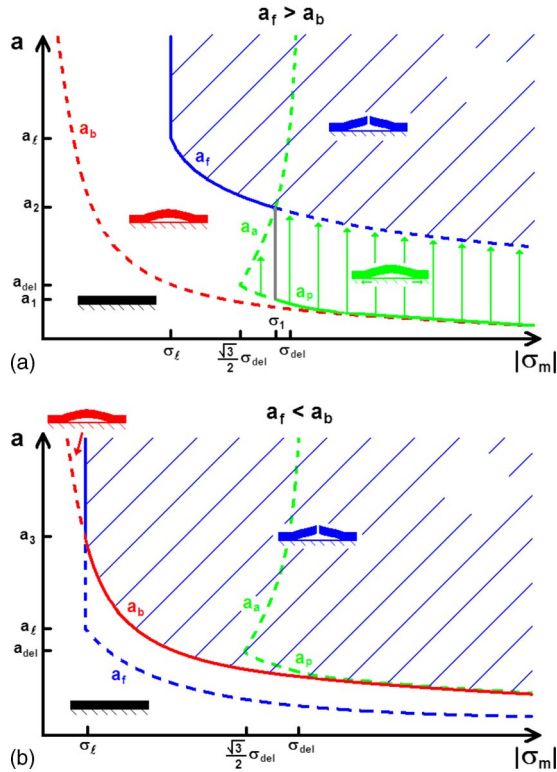 a_f > a_b
a
a_b
a_ℓ
a_f
a_2
a_a
a_del
a_1
a_p
σ_1
σ_ℓ
√3/2 σ_del
σ_del
|σ_m|
(a)
a_f < a_b
a
a_3
a_b
a_a
a_ℓ
a_del
a_p
a_f
σ_ℓ
√3/2 σ_del
σ_del
|σ_m|
(b)